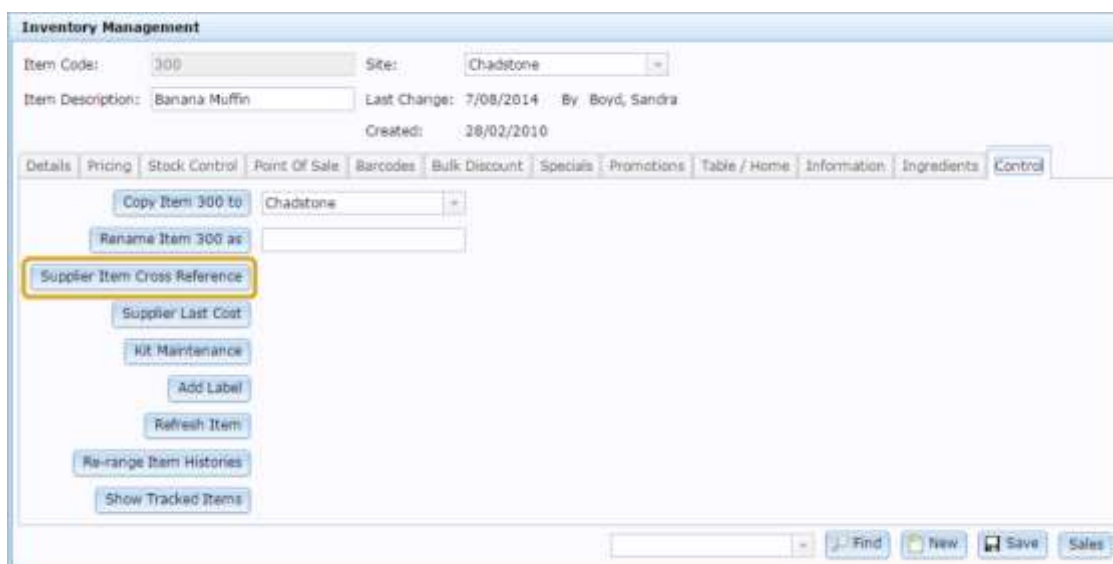 Inventory Management
Item Code: 300 Site: Chadstone
Item Description: Banana Muffin Last Change: 7/08/2014 By Boyd, Sandra
Created: 28/02/2010
Details Pricing Stock Control Point Of Sale Barcodes Bulk Discount Specials Promotions Table / Home Information Ingredients Control
Copy Item 300 to Chadstone
Rename Item 300 as
Supplier Item Cross Reference
Supplier Last Cost
Kit Maintenance
Add Label
Refresh Item
Re-range Item Histories
Show Tracked Items
Find New Save Sales